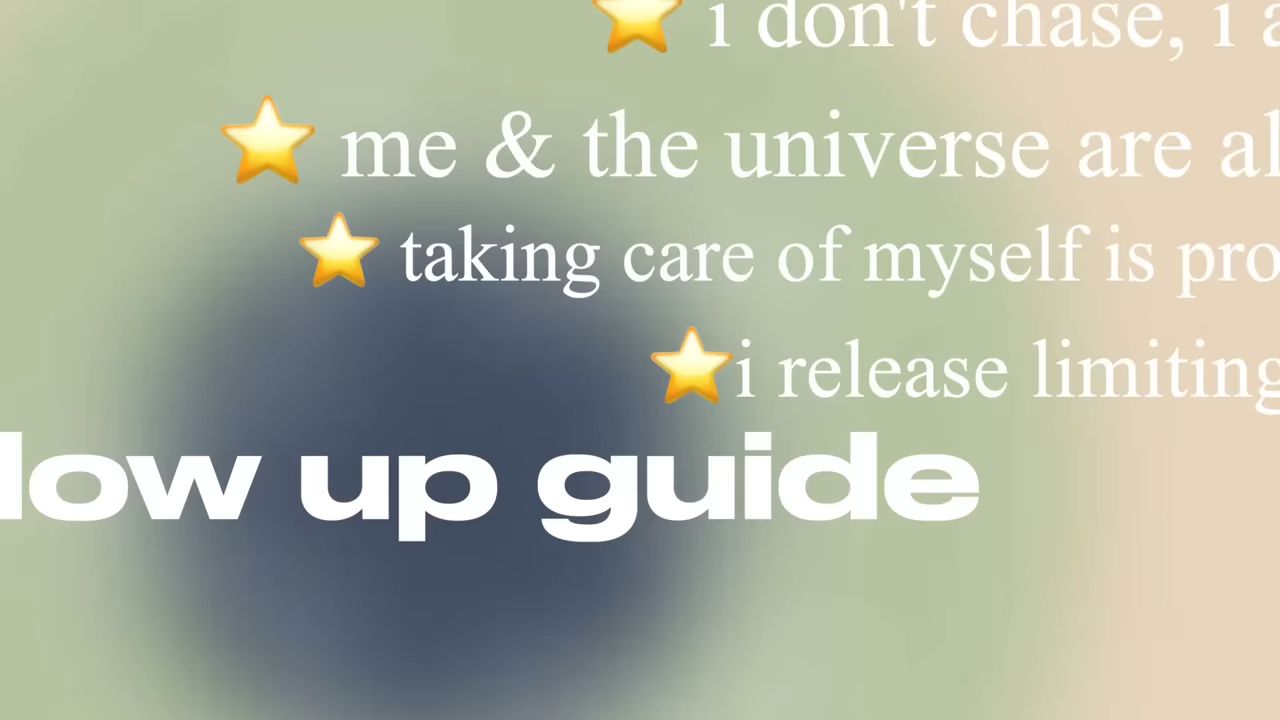 ⭐ i don't chase, i a
⭐ me & the universe are al
⭐ taking care of myself is pro
⭐ i release limiting
low up guide